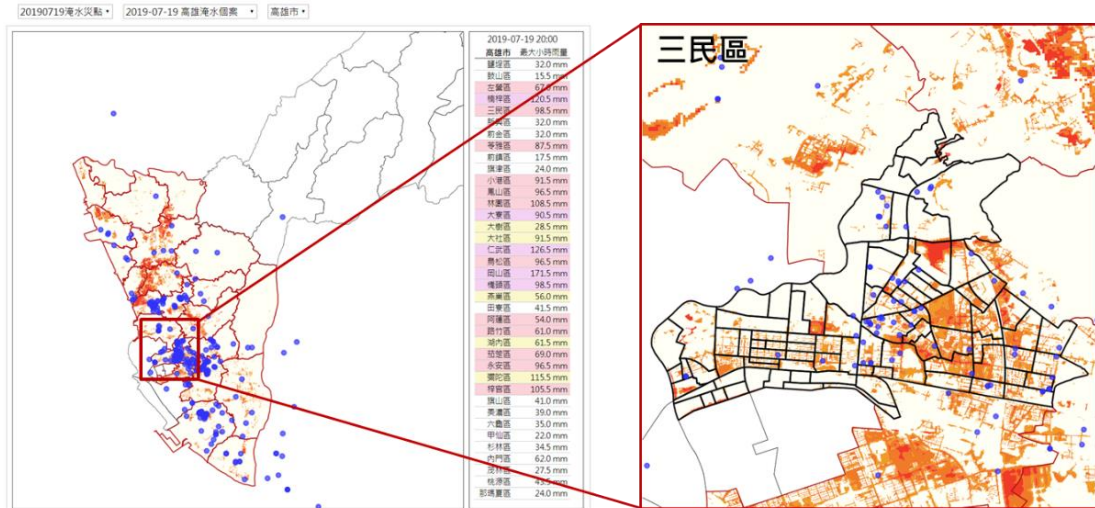 20190719淹水災點
2019-07-19 高雄淹水個案
高雄市
2019-07-19 20:00
高雄市 最大小時雨量
鹽埕區 32.0 mm
鼓山區 15.5 mm
左營區 67.0 mm
楠梓區 120.5 mm
三民區 98.5 mm
新興區 32.0 mm
前金區 32.0 mm
苓雅區 87.5 mm
前鎮區 17.5 mm
旗津區 24.0 mm
小港區 91.5 mm
鳳山區 96.5 mm
林園區 108.5 mm
大寮區 90.5 mm
大樹區 28.5 mm
大社區 91.5 mm
仁武區 126.5 mm
鳥松區 96.5 mm
岡山區 171.5 mm
橋頭區 98.5 mm
燕巢區 56.0 mm
田寮區 41.5 mm
阿蓮區 54.0 mm
路竹區 61.0 mm
湖內區 61.5 mm
茄萣區 69.0 mm
永安區 96.5 mm
彌陀區 115.5 mm
梓官區 105.5 mm
旗山區 41.0 mm
美濃區 39.0 mm
六龜區 35.0 mm
甲仙區 22.0 mm
杉林區 34.5 mm
內門區 62.0 mm
茂林區 27.5 mm
桃源區 mm
那瑪夏區 24.0 mm
三民區